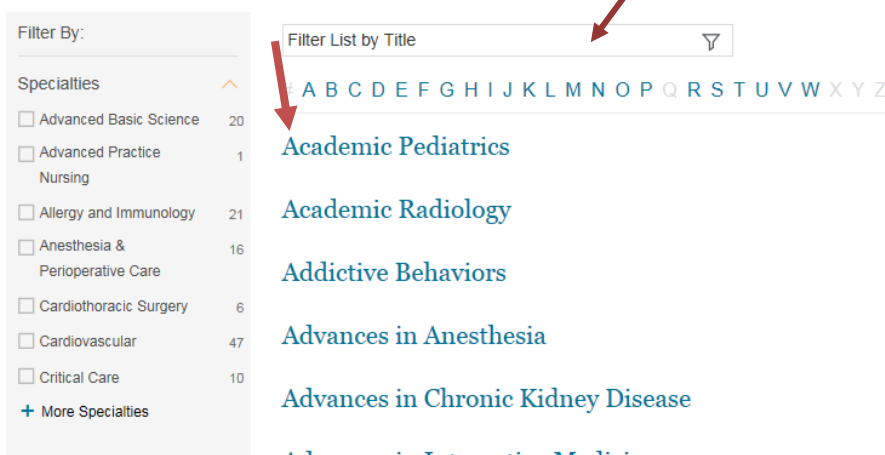 Filter By:
Specialties
Advanced Basic Science 20
Advanced Practice 1
Nursing
Allergy and Immunology 21
Anesthesia & 16
Perioperative Care
Cardiothoracic Surgery 6
Cardiovascular 47
Critical Care 10
+ More Specialties
Filter List by Title
# A B C D E F G H I J K L M N O P Q R S T U V W X Y Z
Academic Pediatrics
Academic Radiology
Addictive Behaviors
Advances in Anesthesia
Advances in Chronic Kidney Disease